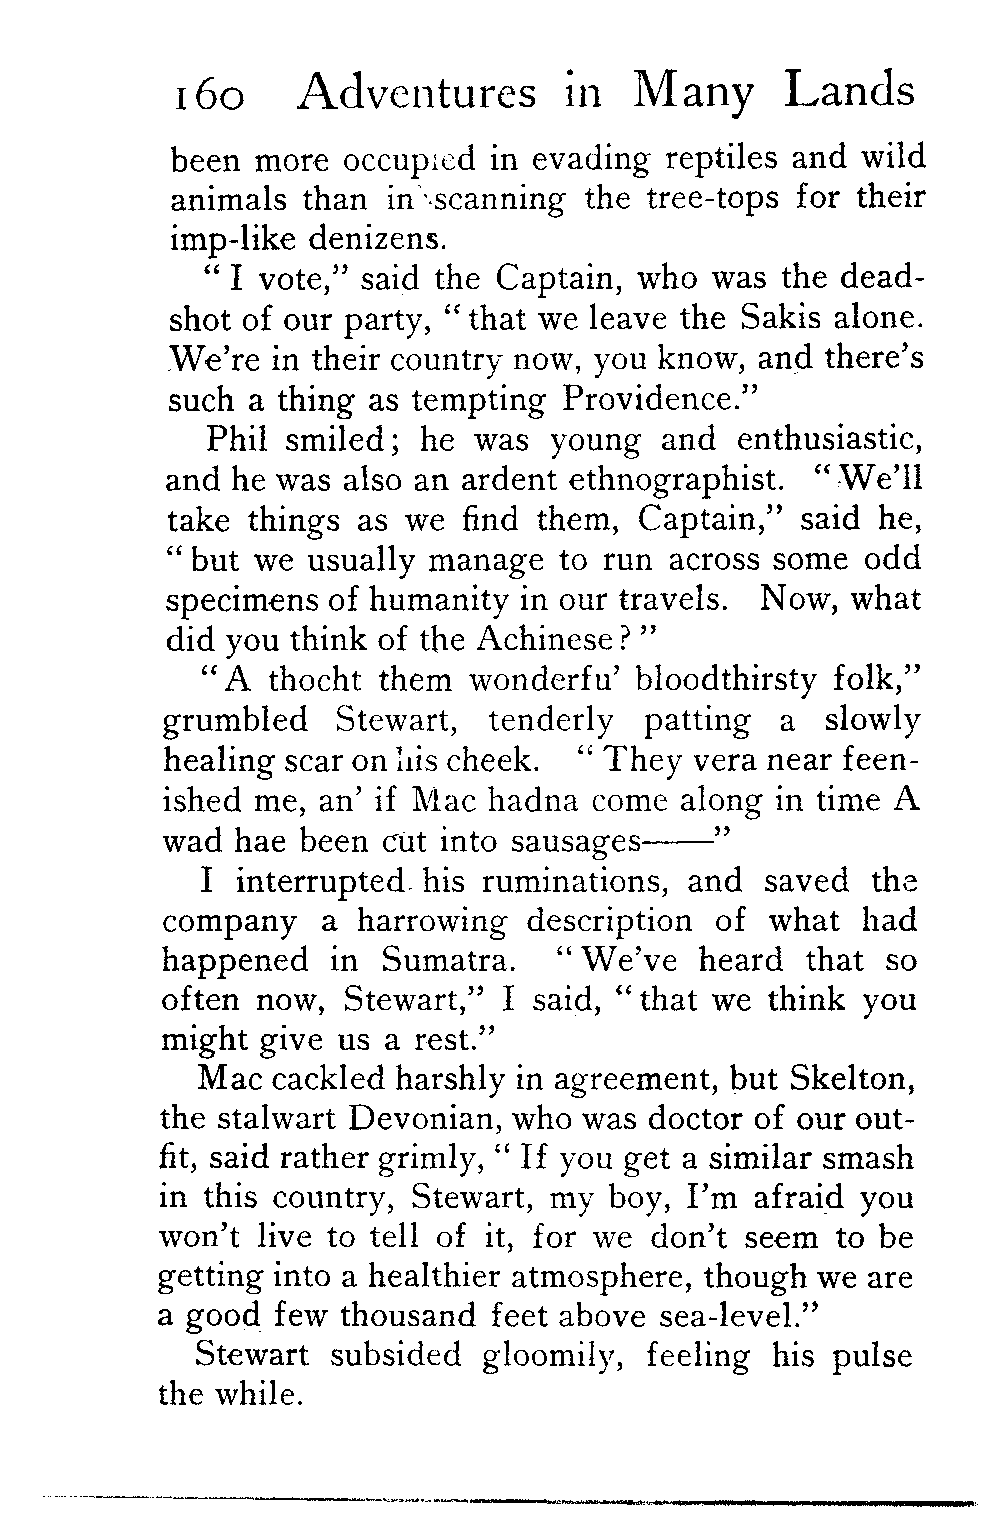 160 Adventures in Many Lands
been more occupied in evading reptiles and wild
animals than in scanning the tree-tops for their
imp-like denizens.
“I vote,” said the Captain, who was the dead-
shot of our party, “that we leave the Sakis alone.
We’re in their country now, you know, and there’s
such a thing as tempting Providence.”
Phil smiled; he was young and enthusiastic,
and he was also an ardent ethnographist. “We’ll
take things as we find them, Captain,” said he,
“but we usually manage to run across some odd
specimens of humanity in our travels. Now, what
did you think of the Achinese?”
“A thocht them wonderfu’ bloodthirsty folk,”
grumbled Stewart, tenderly patting a slowly
healing scar on his cheek. “They vera near feen-
ished me, an’ if Mac hadna come along in time A
wad hae been cut into sausages——”
I interrupted his ruminations, and saved the
company a harrowing description of what had
happened in Sumatra. “We’ve heard that so
often now, Stewart,” I said, “that we think you
might give us a rest.”
Mac cackled harshly in agreement, but Skelton,
the stalwart Devonian, who was doctor of our out-
fit, said rather grimly, “If you get a similar smash
in this country, Stewart, my boy, I’m afraid you
won’t live to tell of it, for we don’t seem to be
getting into a healthier atmosphere, though we are
a good few thousand feet above sea-level.”
Stewart subsided gloomily, feeling his pulse
the while.